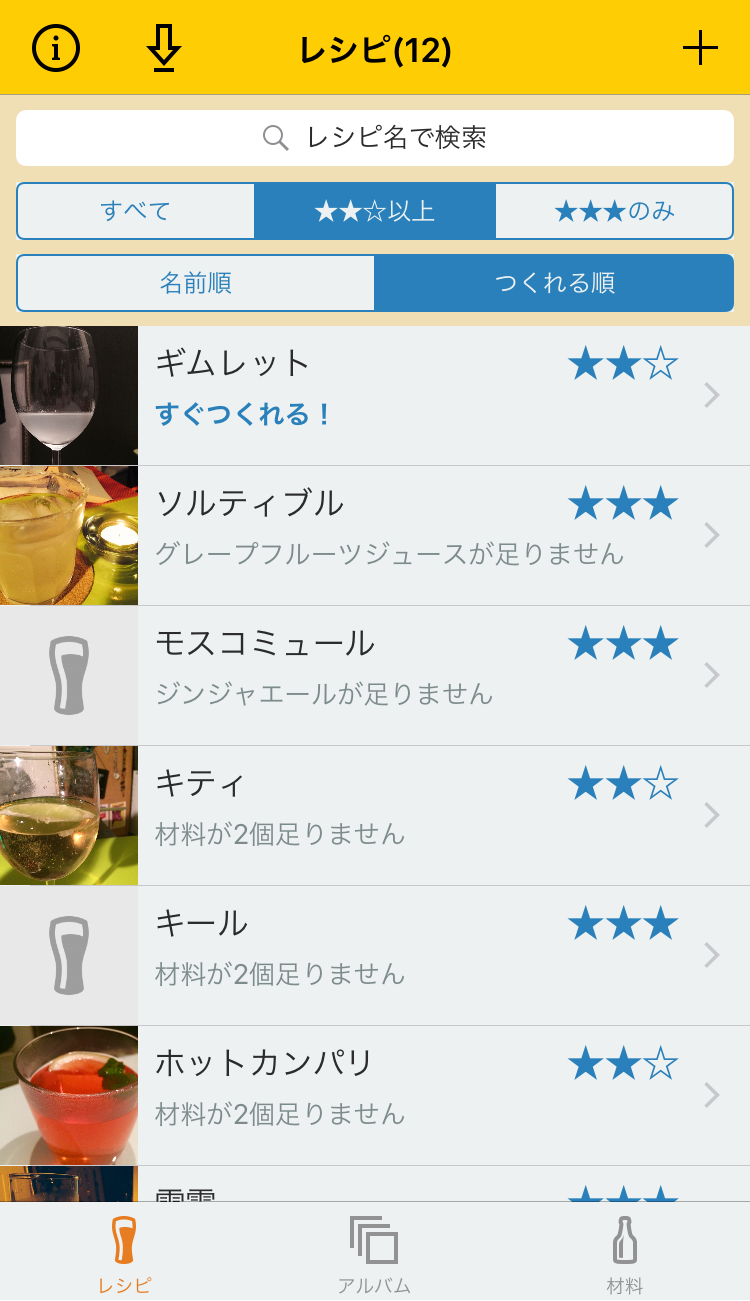 レシピ(12)
レシピ名で検索
すべて
★★☆以上
★★★のみ
名前順
つくれる順
ギムレット
★★☆
すぐつくれる！
ソルティブル
★★★
グレープフルーツジュースが足りません
モスコミュール
★★★
ジンジャエールが足りません
キティ
★★☆
材料が2個足りません
キール
★★★
材料が2個足りません
ホットカンパリ
★★☆
材料が2個足りません
★★★
レシピ
アルバム
材料